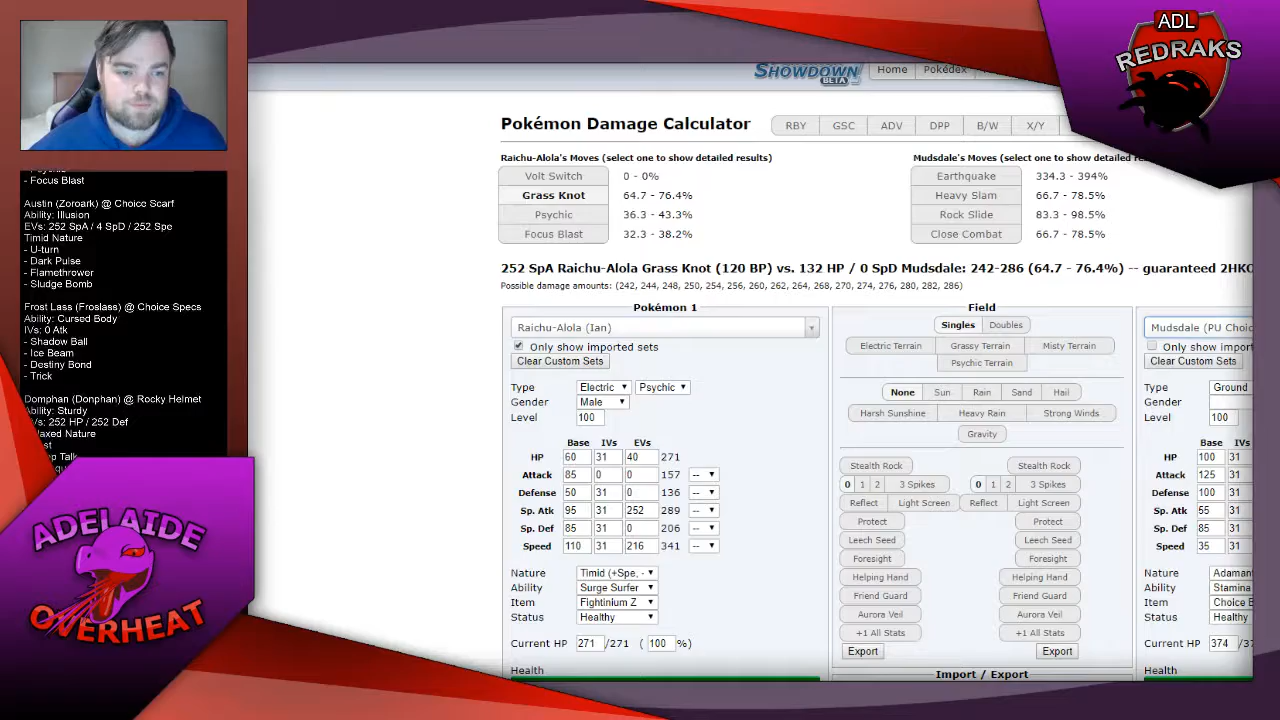 - Focus Blast
Austin (Zoroark) @ Choice Scarf
Ability: Illusion
EVs: 252 SpA / 4 SpD / 252 Spe
Timid Nature
- U-turn
- Dark Pulse
- Flamethrower
- Sludge Bomb
Frost Lass (Froslass) @ Choice Specs
Ability: Cursed Body
IVs: 0 Atk
- Shadow Ball
- Ice Beam
- Destiny Bond
- Trick
Domphan (Donphan) @ Rocky Helmet
Ability: Sturdy
252 HP / 252 Def
Nature
ADELAIDE
OVERHEAT
ADL
REDRAKS
SHOWDOWN
BETA
Home Pokédex
Pokémon Damage Calculator RBY GSC ADV DPP B/W X/Y
Raichu-Alola's Moves (select one to show detailed results)
Volt Switch 0 - 0%
Grass Knot 64.7 - 76.4%
Psychic 36.3 - 43.3%
Focus Blast 32.3 - 38.2%
Mudsdale's Moves (select one to show detailed
Earthquake 334.3 - 394%
Heavy Slam 66.7 - 78.5%
Rock Slide 83.3 - 98.5%
Close Combat 66.7 - 78.5%
252 SpA Raichu-Alola Grass Knot (120 BP) vs. 132 HP / 0 SpD Mudsdale: 242-286 (64.7 - 76.4%) -- guaranteed 2HKO
Possible damage amounts: (242, 244, 248, 250, 254, 256, 260, 262, 264, 268, 270, 274, 276, 280, 282, 286)
Pokémon 1
Raichu-Alola (Ian)
Only show imported sets
Clear Custom Sets
Type Electric Psychic
Gender Male
Level 100
Base IVs EVs
HP 60 31 40 271
Attack 85 0 0 157 --
Defense 50 31 0 136 --
Sp. Atk 95 31 252 289 --
Sp. Def 85 31 0 206 --
Speed 110 31 216 341 --
Nature Timid (+Spe, -
Ability Surge Surfer
Item Fightinium Z
Status Healthy
Current HP 271 /271 ( 100 %)
Health
Field
Singles Doubles
Electric Terrain Grassy Terrain Misty Terrain
Psychic Terrain
None Sun Rain Sand Hail
Harsh Sunshine Heavy Rain Strong Winds
Gravity
Stealth Rock Stealth Rock
0 1 2 3 Spikes 0 1 2 3 Spikes
Reflect Light Screen Reflect Light Screen
Protect Protect
Leech Seed Leech Seed
Foresight Foresight
Helping Hand Helping Hand
Friend Guard Friend Guard
Aurora Veil Aurora Veil
+1 All Stats +1 All Stats
Export Export
Import / Export
Mudsdale (PU Choic
Only show import
Clear Custom Sets
Type Ground
Gender
Level 100
Base IVs
HP 100 31
Attack 125 31
Defense 100 31
Sp. Atk 55 31
Sp. Def 85 31
Speed 35 31
Nature Adamant
Ability Stamina
Item Choice B
Status Healthy
Current HP 374 /37
Health